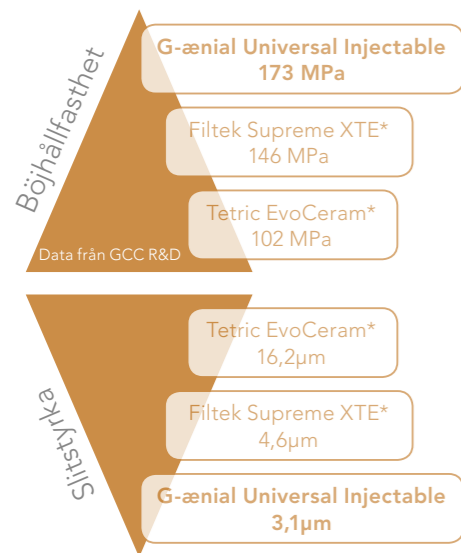 Böjhållfasthet
G-ænial Universal Injectable
173 MPa
Filtek Supreme XTE*
146 MPa
Tetric EvoCeram*
102 MPa
Data från GCC R&D
Slitstyrka
Tetric EvoCeram*
16,2µm
Filtek Supreme XTE*
4,6µm
G-ænial Universal Injectable
3,1µm